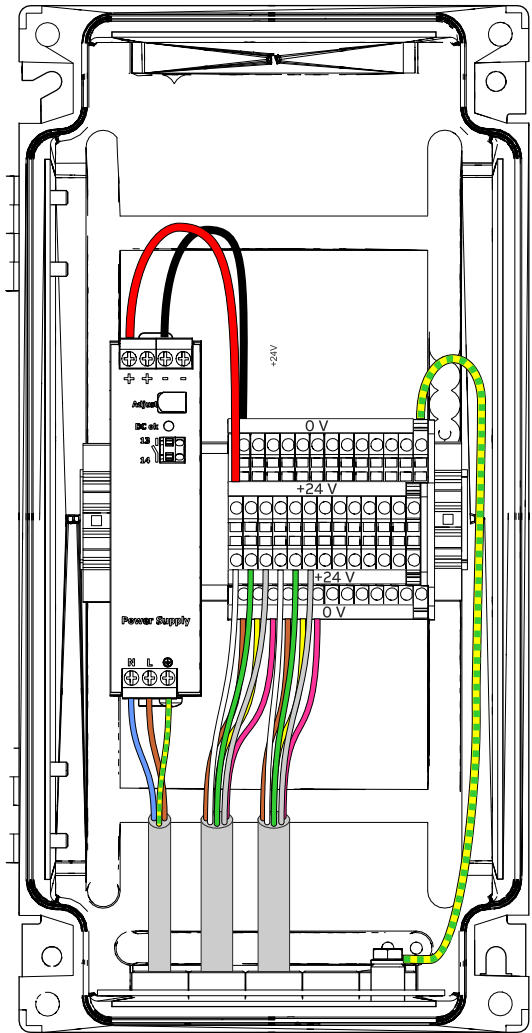 +24V
+ + - -
Adjust
DC ok
13
14
0 V
+24 V
+24 V
0 V
Power Supply
N L